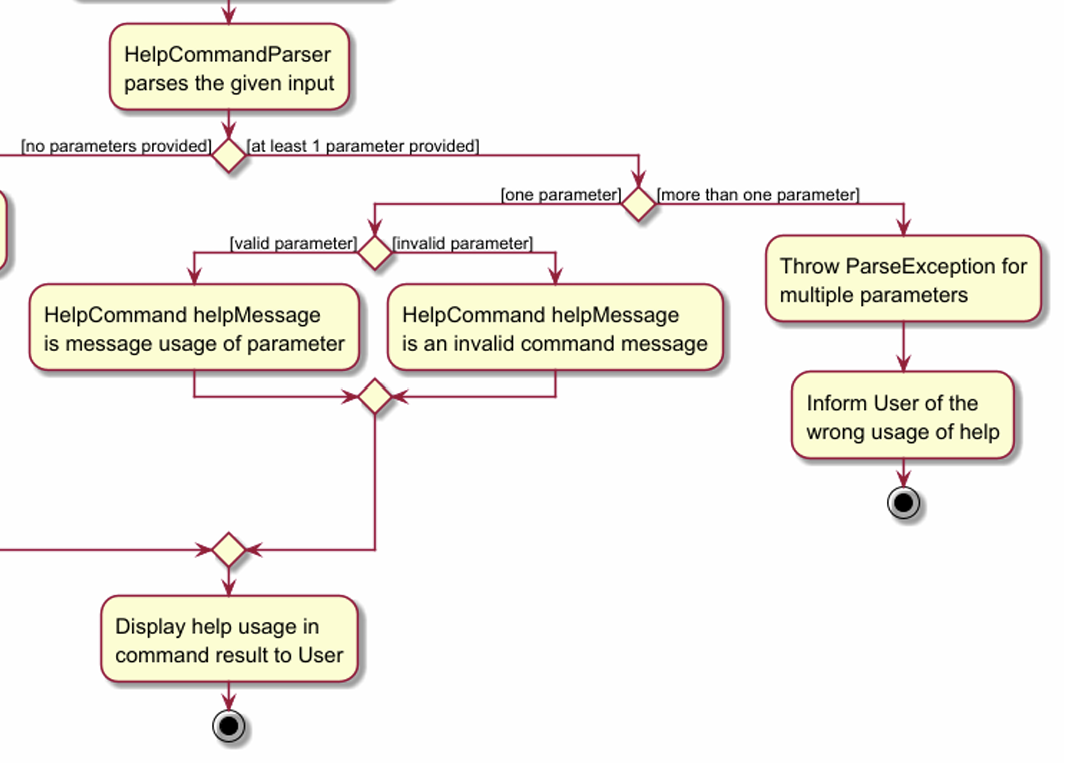 HelpCommandParser
parses the given input
[no parameters provided]
[at least 1 parameter provided]
[one parameter]
[more than one parameter]
[valid parameter]
[invalid parameter]
Throw ParseException for
multiple parameters
HelpCommand helpMessage
is message usage of parameter
HelpCommand helpMessage
is an invalid command message
Inform User of the
wrong usage of help
Display help usage in
command result to User